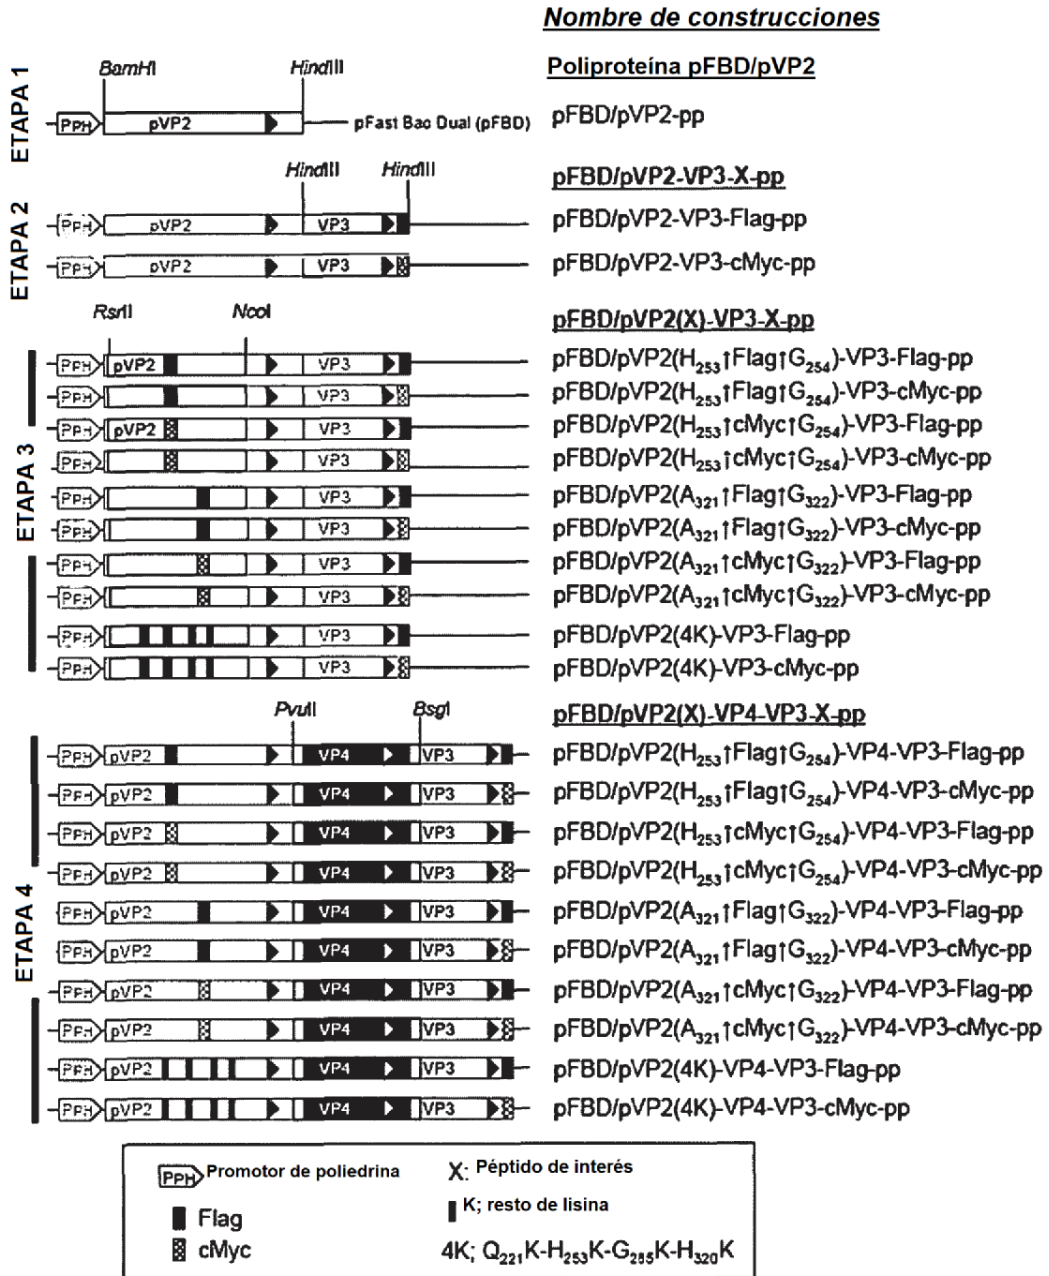 Nombre de construcciones
ETAPA 1
BamHI HindIII
Poliproteína pFBD/pVP2
PPH pVP2 pFast Bac Dual (pFBD) pFBD/pVP2-pp
ETAPA 2
HindIII HindIII
pFBD/pVP2-VP3-X-pp
PPH pVP2 VP3 pFBD/pVP2-VP3-Flag-pp
PPH pVP2 VP3 pFBD/pVP2-VP3-cMyc-pp
ETAPA 3
RsrII NcoI
pFBD/pVP2(X)-VP3-X-pp
PPH pVP2 VP3 pFBD/pVP2(H253↑Flag↑G254)-VP3-Flag-pp
PPH VP3 pFBD/pVP2(H253↑Flag↑G254)-VP3-cMyc-pp
PPH pVP2 VP3 pFBD/pVP2(H253↑cMyc↑G254)-VP3-Flag-pp
PPH VP3 pFBD/pVP2(H253↑cMyc↑G254)-VP3-cMyc-pp
PPH VP3 pFBD/pVP2(A321↑Flag↑G322)-VP3-Flag-pp
PPH VP3 pFBD/pVP2(A321↑Flag↑G322)-VP3-cMyc-pp
PPH VP3 pFBD/pVP2(A321↑cMyc↑G322)-VP3-Flag-pp
PPH VP3 pFBD/pVP2(A321↑cMyc↑G322)-VP3-cMyc-pp
PPH VP3 pFBD/pVP2(4K)-VP3-Flag-pp
PPH VP3 pFBD/pVP2(4K)-VP3-cMyc-pp
ETAPA 4
PvuII BsgI
pFBD/pVP2(X)-VP4-VP3-X-pp
PPH pVP2 VP4 VP3 pFBD/pVP2(H253↑Flag↑G254)-VP4-VP3-Flag-pp
PPH pVP2 VP4 VP3 pFBD/pVP2(H253↑Flag↑G254)-VP4-VP3-cMyc-pp
PPH pVP2 VP4 VP3 pFBD/pVP2(H253↑cMyc↑G254)-VP4-VP3-Flag-pp
PPH pVP2 VP4 VP3 pFBD/pVP2(H253↑cMyc↑G254)-VP4-VP3-cMyc-pp
PPH pVP2 VP4 VP3 pFBD/pVP2(A321↑Flag↑G322)-VP4-VP3-Flag-pp
PPH pVP2 VP4 VP3 pFBD/pVP2(A321↑Flag↑G322)-VP4-VP3-cMyc-pp
PPH pVP2 VP4 VP3 pFBD/pVP2(A321↑cMyc↑G322)-VP4-VP3-Flag-pp
PPH pVP2 VP4 VP3 pFBD/pVP2(A321↑cMyc↑G322)-VP4-VP3-cMyc-pp
PPH pVP2 VP4 VP3 pFBD/pVP2(4K)-VP4-VP3-Flag-pp
PPH pVP2 VP4 VP3 pFBD/pVP2(4K)-VP4-VP3-cMyc-pp
PPH Promotor de poliedrina X: Péptido de interés
Flag K; resto de lisina
cMyc 4K; Q221K-H253K-G285K-H320K